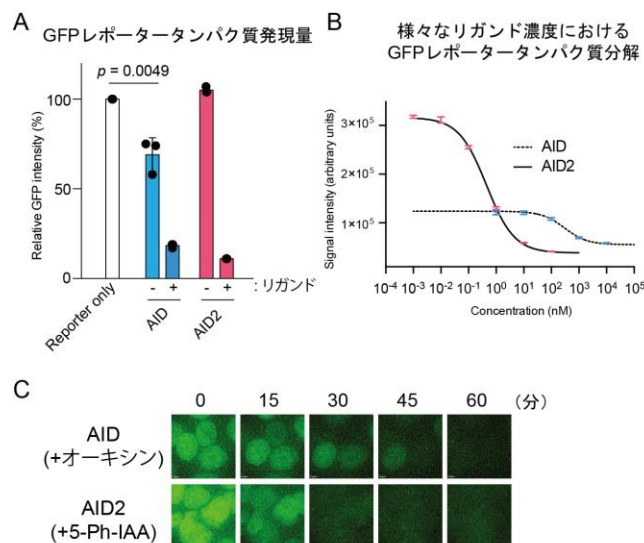 A
GFPレポータータンパク質発現量
p = 0.0049
Relative GFP intensity (%)
100
50
0
Reporter only
- + - + : リガンド
AID AID2
B
様々なリガンド濃度における
GFPレポータータンパク質分解
Signal intensity (arbitrary units)
3×10⁵
2×10⁵
1×10⁵
AID
AID2
10⁻⁴ 10⁻³ 10⁻² 10⁻¹ 10⁰ 10¹ 10² 10³ 10⁴ 10⁵
Concentration (nM)
C
0 15 30 45 60 (分)
AID
(+オーキシン)
AID2
(+5-Ph-IAA)